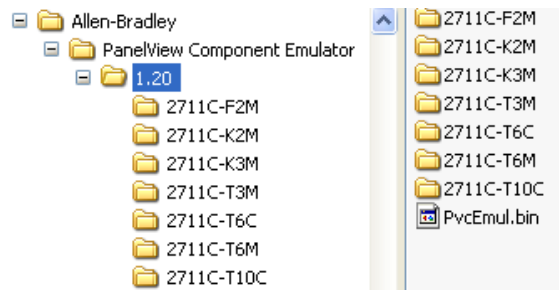 Allen-Bradley
PanelView Component Emulator
1.20
2711C-F2M
2711C-K2M
2711C-K3M
2711C-T3M
2711C-T6C
2711C-T6M
2711C-T10C
2711C-F2M
2711C-K2M
2711C-K3M
2711C-T3M
2711C-T6C
2711C-T6M
2711C-T10C
PvcEmul.bin